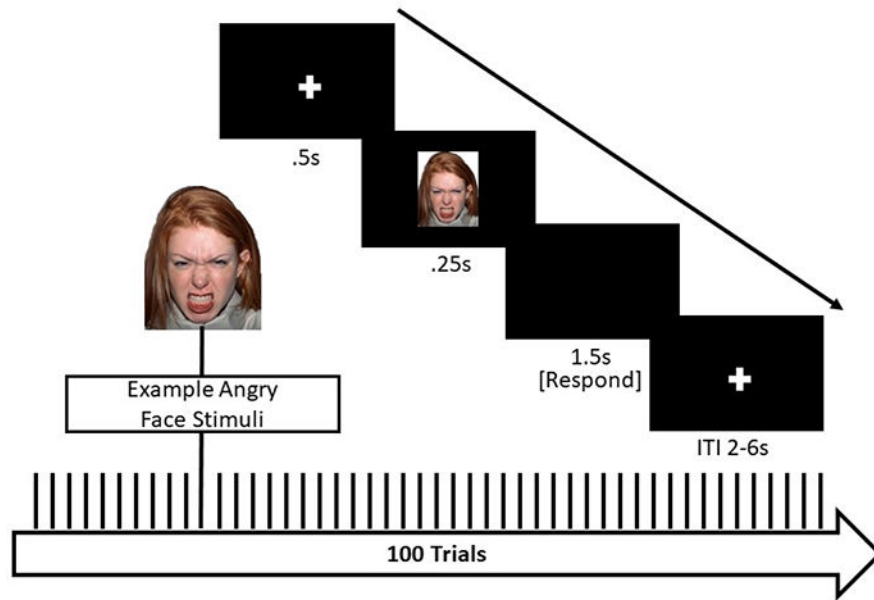 .5s
.25s
1.5s
[Respond]
ITI 2-6s
Example Angry
Face Stimuli
100 Trials